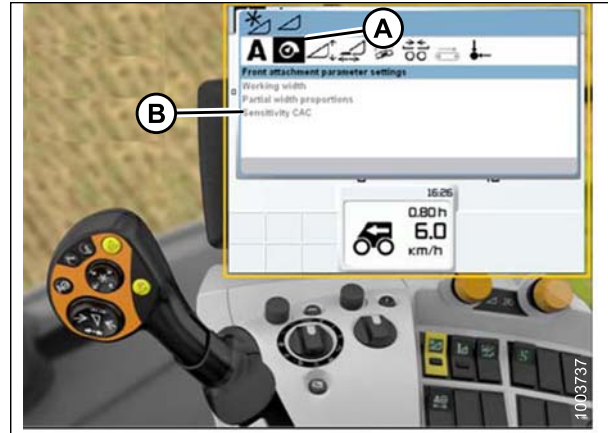 A
A
Front attachment parameter settings
Working width
Partial width proportions
B
Sensitivity CAC
16:26
0.80 h
6.0
km/h
1003737